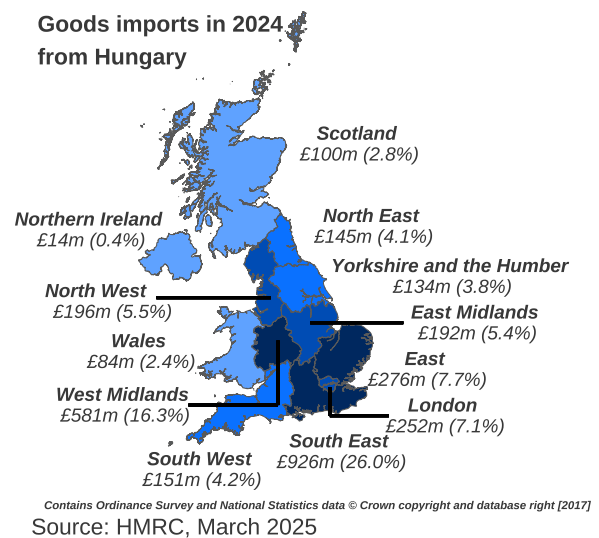 Goods imports in 2024
from Hungary
Scotland
£100m (2.8%)
Northern Ireland
£14m (0.4%)
North East
£145m (4.1%)
Yorkshire and the Humber
£134m (3.8%)
North West
£196m (5.5%)
East Midlands
£192m (5.4%)
Wales
£84m (2.4%)
East
£276m (7.7%)
West Midlands
£581m (16.3%)
London
£252m (7.1%)
South East
£926m (26.0%)
South West
£151m (4.2%)
Contains Ordinance Survey and National Statistics data © Crown copyright and database right [2017]
Source: HMRC, March 2025